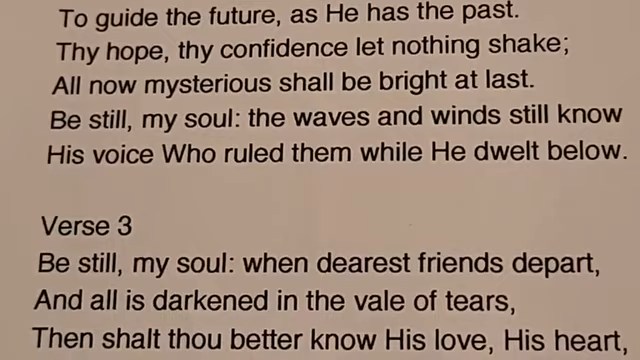 To guide the future, as He has the past.
Thy hope, thy confidence let nothing shake;
All now mysterious shall be bright at last.
Be still, my soul: the waves and winds still know
His voice Who ruled them while He dwelt below.
Verse 3
Be still, my soul: when dearest friends depart,
And all is darkened in the vale of tears,
Then shalt thou better know His love, His heart,